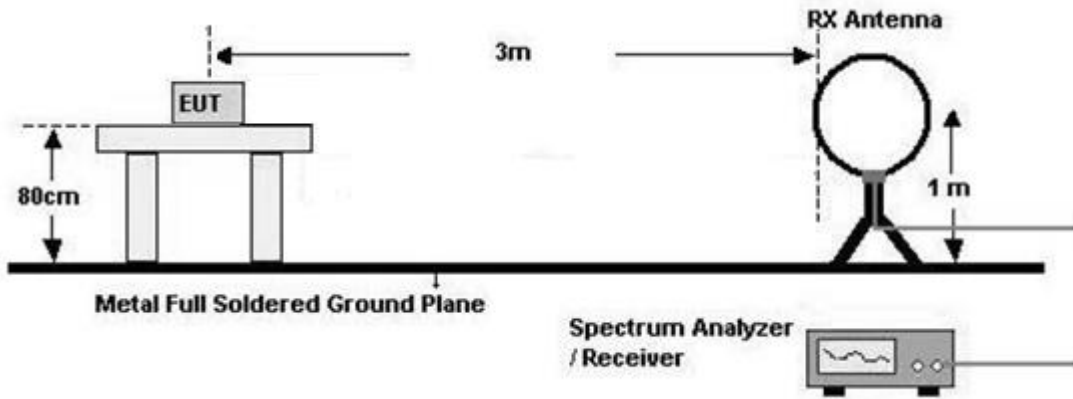 RX Antenna
3m
EUT
80cm
1 m
Metal Full Soldered Ground Plane
Spectrum Analyzer
/ Receiver